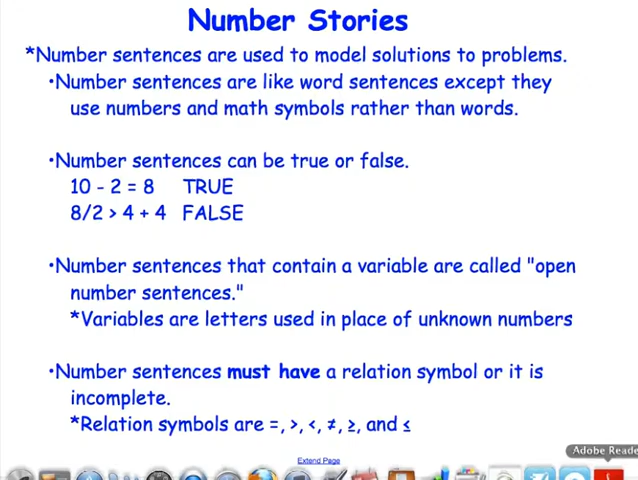 Number Stories
*Number sentences are used to model solutions to problems.
•Number sentences are like word sentences except they
use numbers and math symbols rather than words.
•Number sentences can be true or false.
10 - 2 = 8 TRUE
8/2 > 4 + 4 FALSE
•Number sentences that contain a variable are called "open
number sentences."
*Variables are letters used in place of unknown numbers
•Number sentences must have a relation symbol or it is
incomplete.
*Relation symbols are =, >, <, ≠, ≥, and ≤
Adobe Reade
Extend Page